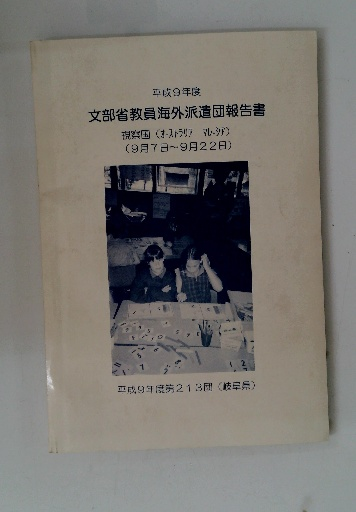 平成9年度
文部省教員海外派遣団報告書
視察国（オーストラリア　マレーシア）
（9月7日～9月22日）
平成9年度第213団（岐阜県）